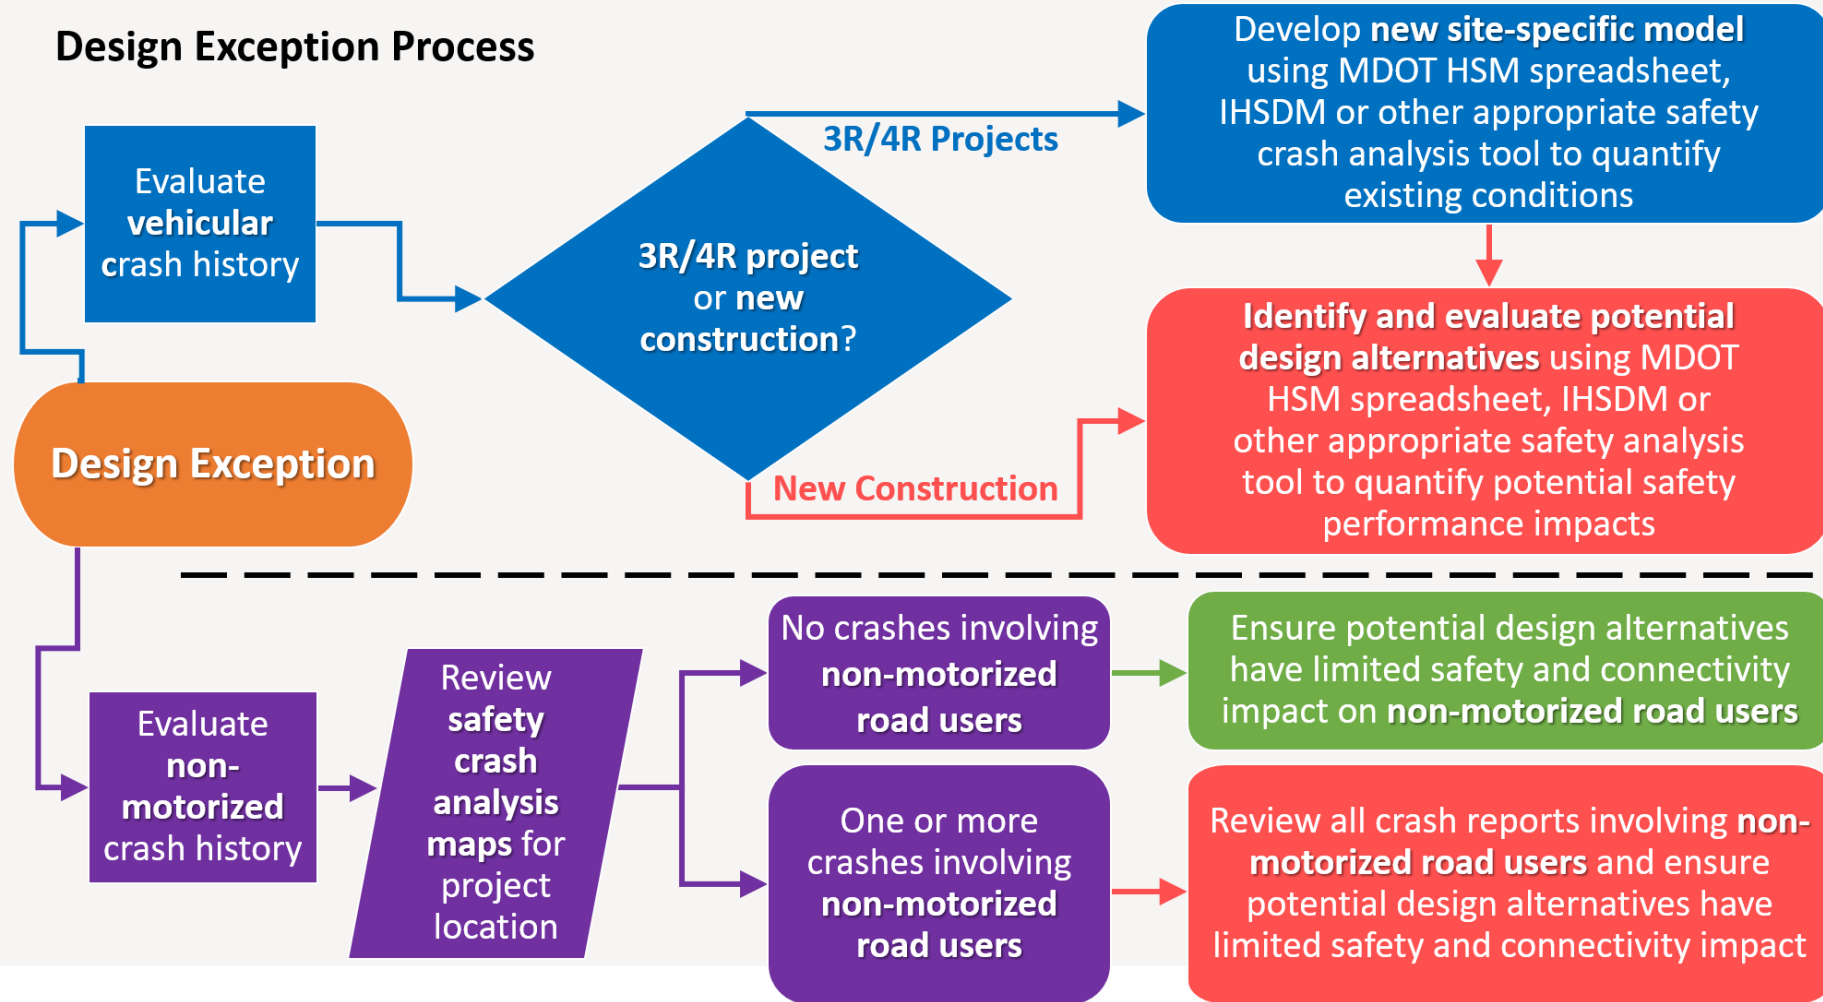 Design Exception Process
Develop new site-specific model
using MDOT HSM spreadsheet,
IHSDM or other appropriate safety
crash analysis tool to quantify
existing conditions
3R/4R Projects
Evaluate
vehicular
crash history
3R/4R project
or new
construction?
Identify and evaluate potential
design alternatives using MDOT
HSM spreadsheet, IHSDM or
other appropriate safety analysis
tool to quantify potential safety
performance impacts
Design Exception
New Construction
Evaluate
non-
motorized
crash history
Review
safety
crash
analysis
maps for
project
location
No crashes involving
non-motorized
road users
Ensure potential design alternatives
have limited safety and connectivity
impact on non-motorized road users
One or more
crashes involving
non-motorized
road users
Review all crash reports involving non-
motorized road users and ensure
potential design alternatives have
limited safety and connectivity impact